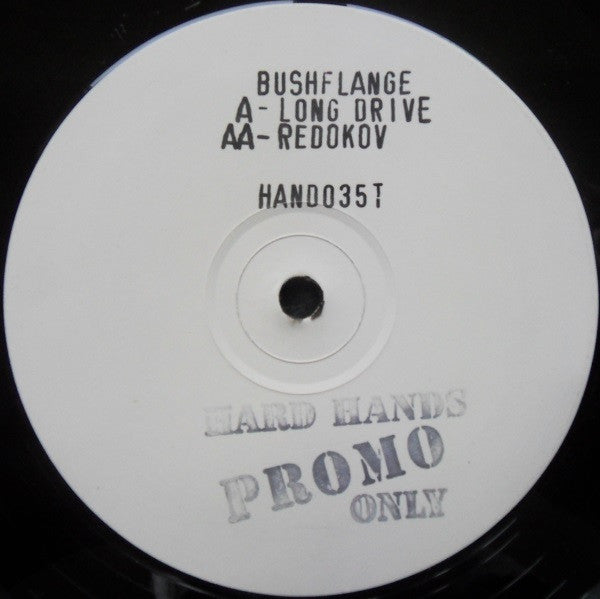 BUSHFLANGE
A-LONG DRIVE
AA-REDOKOV
HAND035T
HARD HANDS
PROMO
ONLY